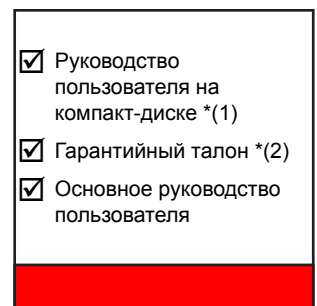 Руководство
пользователя на
компакт-диске *(1)
Гарантийный талон *(2)
Основное руководство
пользователя